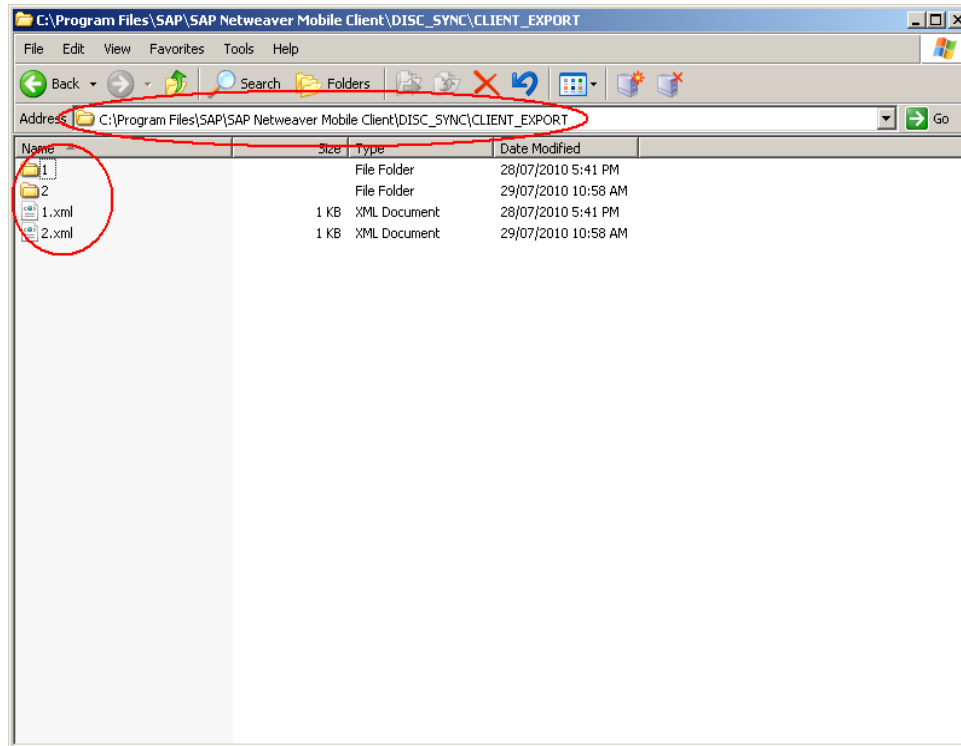 C:\Program Files\SAP\SAP Netweaver Mobile Client\DISC_SYNC\CLIENT_EXPORT
File Edit View Favorites Tools Help
Back Search Folders
Address C:\Program Files\SAP\SAP Netweaver Mobile Client\DISC_SYNC\CLIENT_EXPORT Go
Name Size Type Date Modified
1 File Folder 28/07/2010 5:41 PM
2 File Folder 29/07/2010 10:58 AM
1.xml 1 KB XML Document 28/07/2010 5:41 PM
2.xml 1 KB XML Document 29/07/2010 10:58 AM